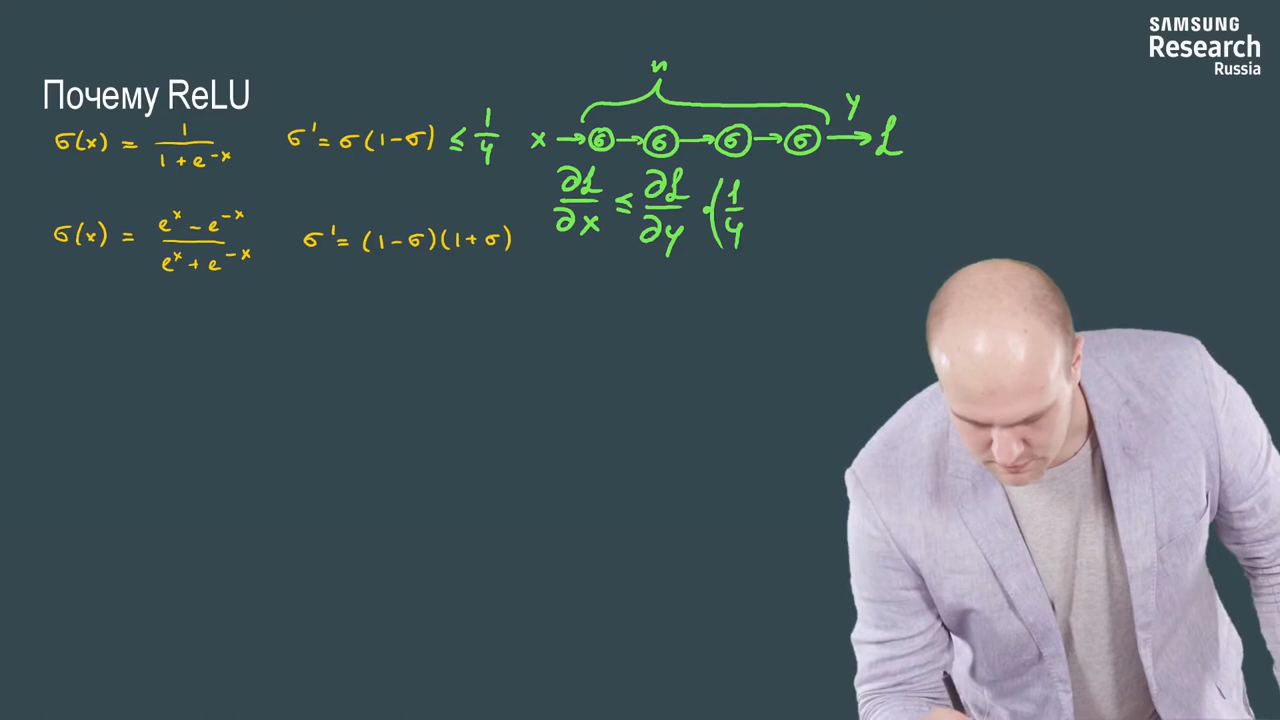 SAMSUNG
Research
Russia
Почему ReLU
σ(x) = 1 / (1 + e^{-x})
σ' = σ(1-σ) ≤ 1/4
n
x → σ → σ → σ → σ → y ℒ
∂ℒ/∂x ≤ ∂ℒ/∂y · (1/4
σ(x) = (e^x - e^{-x}) / (e^x + e^{-x})
σ' = (1-σ)(1+σ)